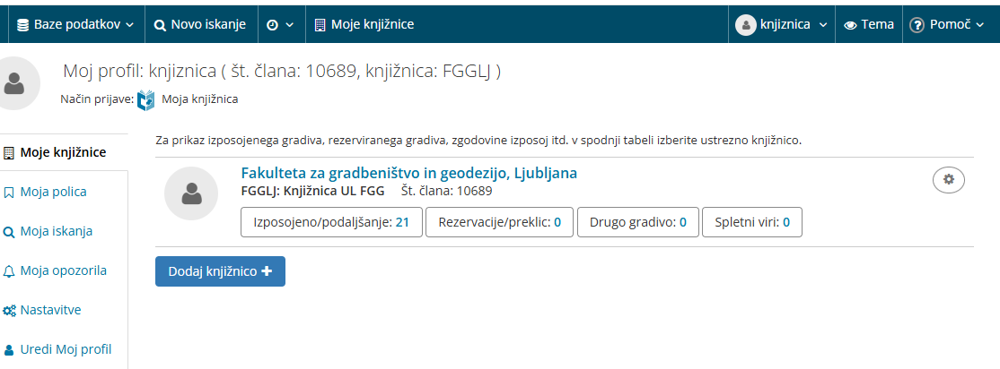 Baze podatkov Novo iskanje Moje knjižnice knjiznica Tema Pomoč
Moj profil: knjiznica ( št. člana: 10689, knjižnica: FGGLJ )
Način prijave: Moja knjižnica
Moje knjižnice
Moja polica
Moja iskanja
Moja opozorila
Nastavitve
Uredi Moj profil
Za prikaz izposojenega gradiva, rezerviranega gradiva, zgodovine izposoj itd. v spodnji tabeli izberite ustrezno knjižnico.
Fakulteta za gradbeništvo in geodezijo, Ljubljana
FGGLJ: Knjižnica UL FGG Št. člana: 10689
Izposojeno/podaljšanje: 21 Rezervacije/preklic: 0 Drugo gradivo: 0 Spletni viri: 0
Dodaj knjižnico +